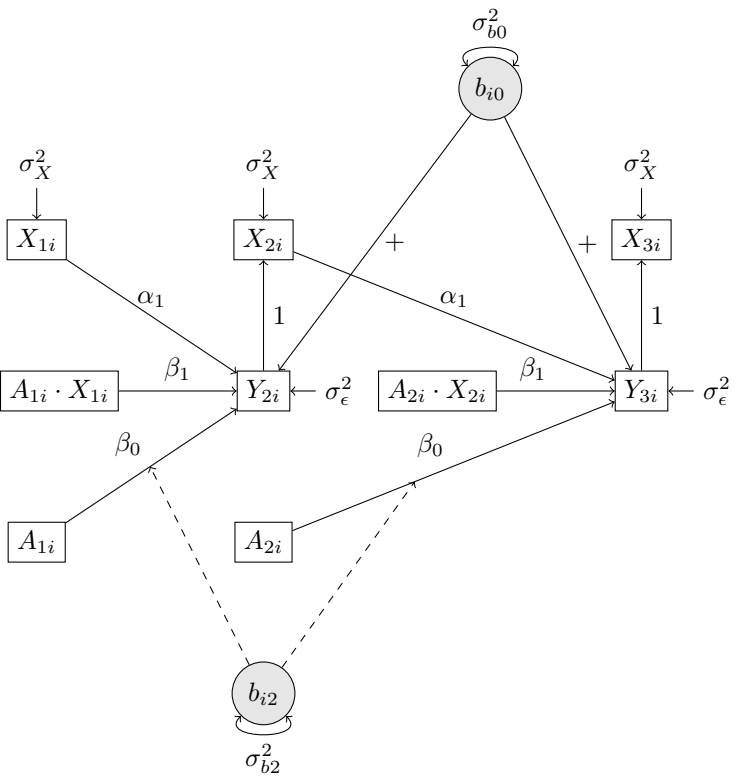 σ²_{b0}
b_{i0}
σ²_X σ²_X σ²_X
X_{1i} X_{2i} X_{3i}
+ +
α₁ α₁
1 1
A_{1i} · X_{1i} β₁ Y_{2i} σ²_ϵ A_{2i} · X_{2i} β₁ Y_{3i} σ²_ϵ
β₀ β₀
A_{1i} A_{2i}
b_{i2}
σ²_{b2}